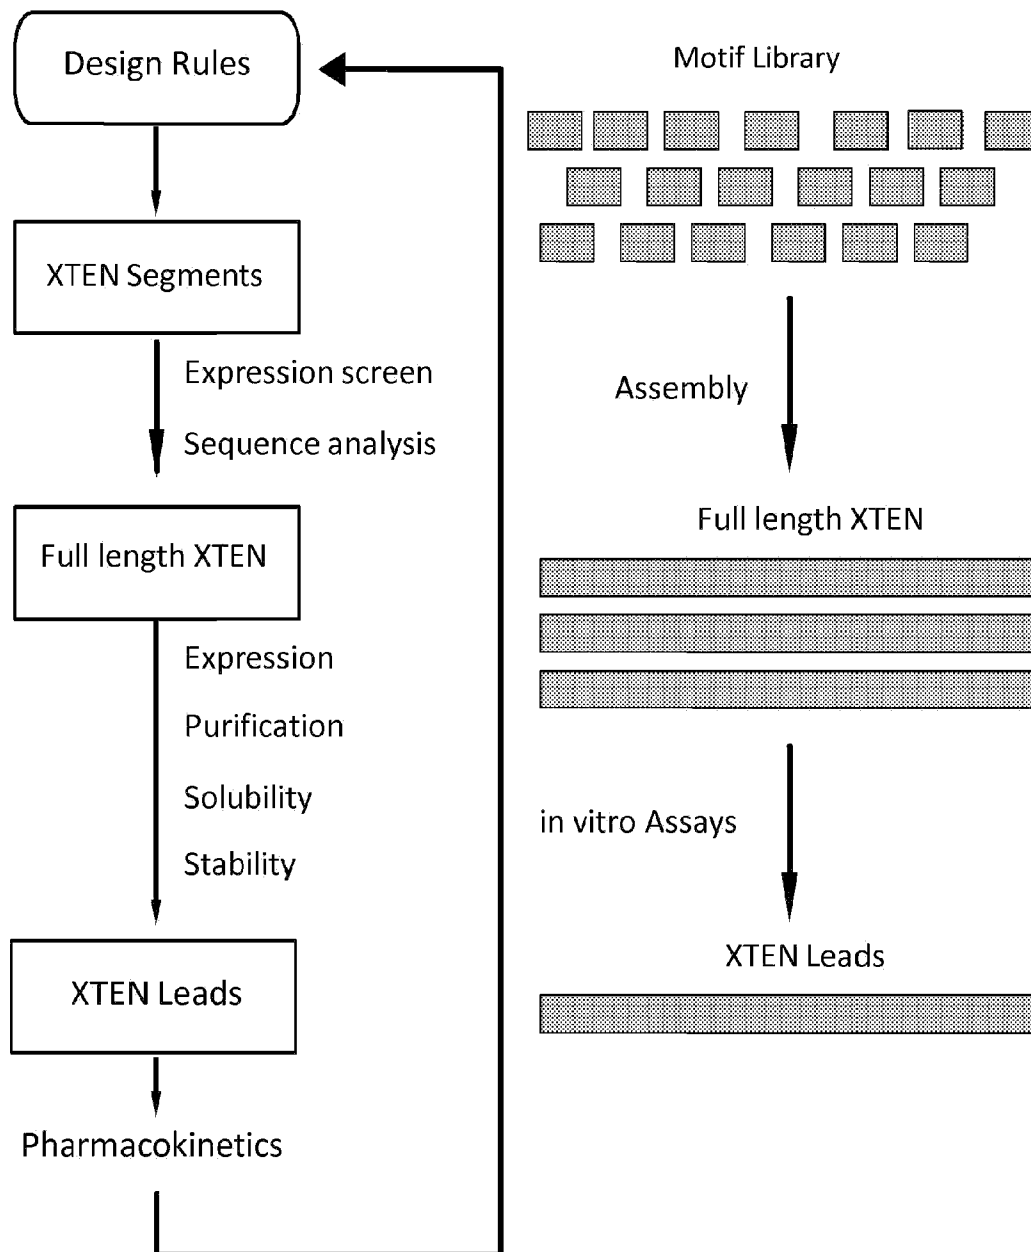 Design Rules
XTEN Segments
Expression screen
Sequence analysis
Full length XTEN
Expression
Purification
Solubility
Stability
XTEN Leads
Pharmacokinetics
Motif Library
Assembly
Full length XTEN
in vitro Assays
XTEN Leads